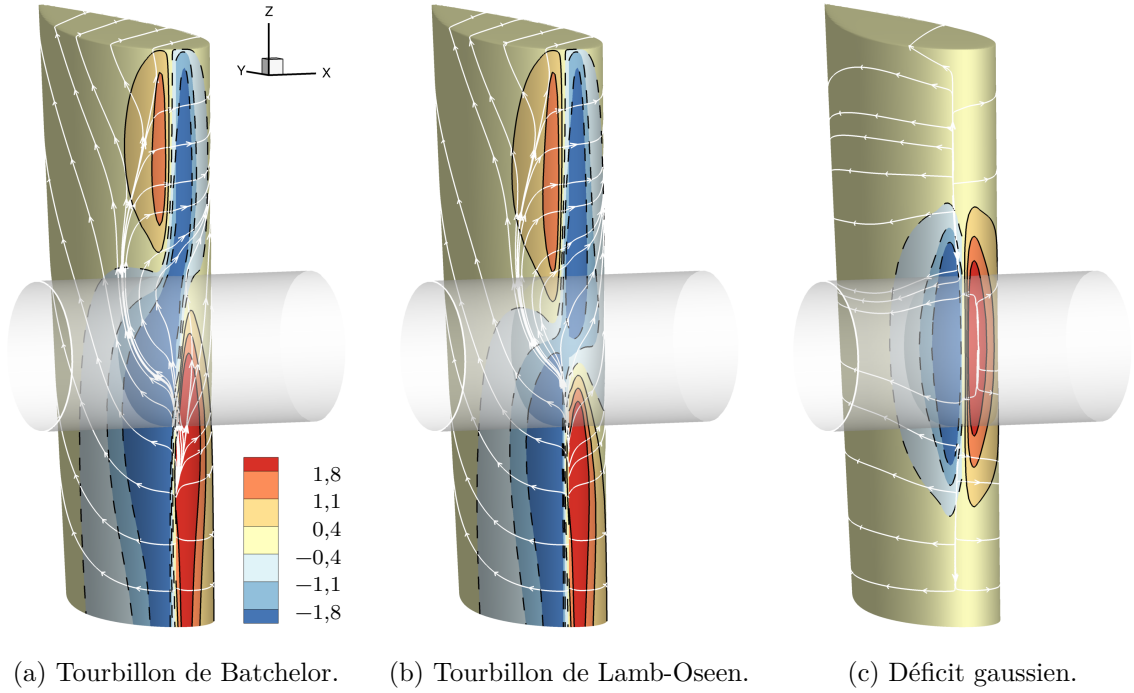 Z
Y
X
1,8
1,1
0,4
−0,4
−1,1
−1,8
(a) Tourbillon de Batchelor.
(b) Tourbillon de Lamb-Oseen.
(c) Déficit gaussien.